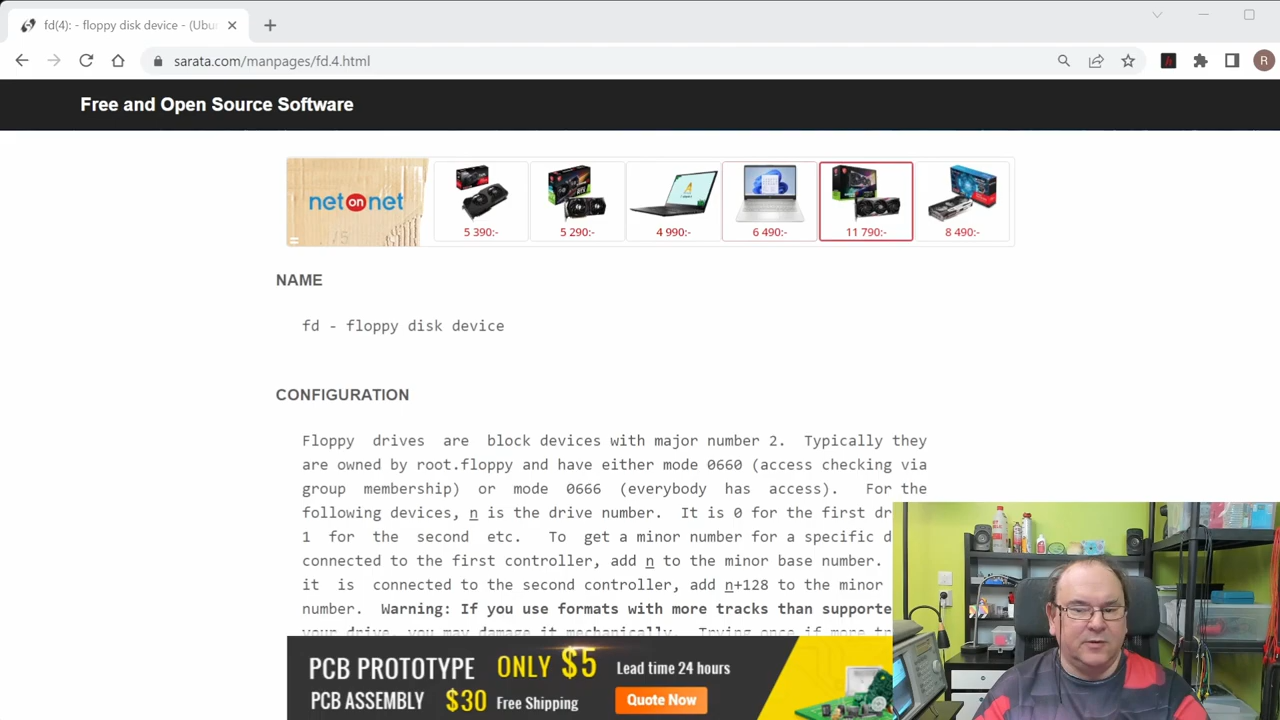 fd(4): - floppy disk device - (Ubu
sarata.com/manpages/fd.4.html
R
Free and Open Source Software
net on net
5 390:-
5 290:-
4 990:-
6 490:-
11 790:-
8 490:-
NAME
fd - floppy disk device
CONFIGURATION
Floppy drives are block devices with major number 2. Typically they
are owned by root.floppy and have either mode 0660 (access checking via
group membership) or mode 0666 (everybody has access). For the
following devices, n is the drive number. It is 0 for the first dr
1 for the second etc. To get a minor number for a specific d
connected to the first controller, add n to the minor base number.
it is connected to the second controller, add n+128 to the minor
number. Warning: If you use formats with more tracks than supporte
your drive, you may damage it mechanically. Trying once if more tr
PCB PROTOTYPE ONLY $5 Lead time 24 hours
PCB ASSEMBLY $30 Free Shipping Quote Now